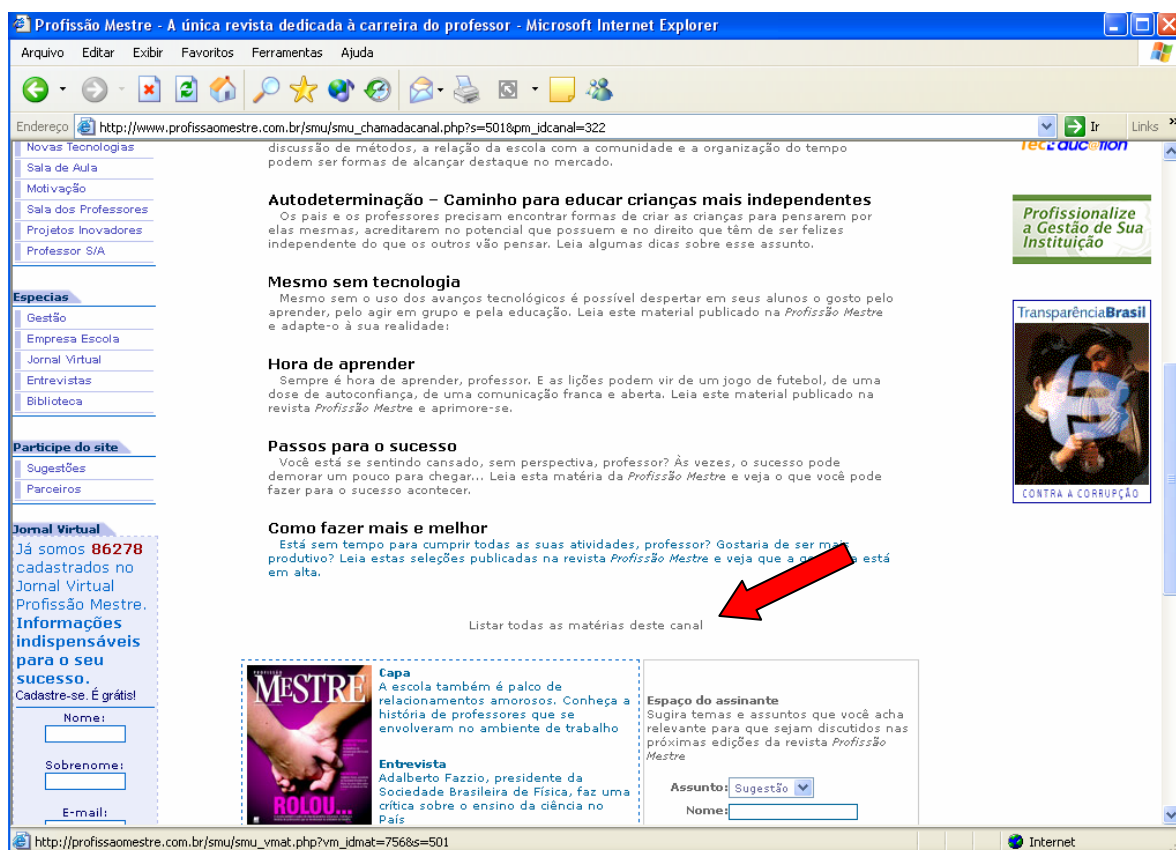 Profissão Mestre - A única revista dedicada à carreira do professor - Microsoft Internet Explorer
Arquivo Editar Exibir Favoritos Ferramentas Ajuda
Endereço http://www.profissaomestre.com.br/smu/smu_chamadacanal.php?s=501&pm_idcanal=322 Ir Links »
Novas Tecnologias
Sala de Aula
Motivação
Sala dos Professores
Projetos Inovadores
Professor S/A
Especias
Gestão
Empresa Escola
Jornal Virtual
Entrevistas
Biblioteca
Participe do site
Sugestões
Parceiros
Jornal Virtual
Já somos 86278
cadastrados no
Jornal Virtual
Profissão Mestre.
Informações
indispensáveis
para o seu
sucesso.
Cadastre-se. É grátis!
Nome:
Sobrenome:
E-mail:
discussão de métodos, a relação da escola com a comunidade e a organização do tempo
podem ser formas de alcançar destaque no mercado.
Autodeterminação – Caminho para educar crianças mais independentes
Os pais e os professores precisam encontrar formas de criar as crianças para pensarem por
elas mesmas, acreditarem no potencial que possuem e no direito que têm de ser felizes
independente do que os outros vão pensar. Leia algumas dicas sobre esse assunto.
Mesmo sem tecnologia
Mesmo sem o uso dos avanços tecnológicos é possível despertar em seus alunos o gosto pelo
aprender, pelo agir em grupo e pela educação. Leia este material publicado na Profissão Mestre
e adapte-o à sua realidade:
Hora de aprender
Sempre é hora de aprender, professor. E as lições podem vir de um jogo de futebol, de uma
dose de autoconfiança, de uma comunicação franca e aberta. Leia este material publicado na
revista Profissão Mestre e aprimore-se.
Passos para o sucesso
Você está se sentindo cansado, sem perspectiva, professor? Às vezes, o sucesso pode
demorar um pouco para chegar... Leia esta matéria da Profissão Mestre e veja o que você pode
fazer para o sucesso acontecer.
Como fazer mais e melhor
Está sem tempo para cumprir todas as suas atividades, professor? Gostaria de ser mais
produtivo? Leia estas seleções publicadas na revista Profissão Mestre e veja que a está
em alta.
Listar todas as matérias deste canal
MESTRE
ROLOU...
Capa
A escola também é palco de
relacionamentos amorosos. Conheça a
história de professores que se
envolveram no ambiente de trabalho
Entrevista
Adalberto Fazzio, presidente da
Sociedade Brasileira de Física, faz uma
crítica sobre o ensino da ciência no
País
Espaço do assinante
Sugira temas e assuntos que você acha
relevante para que sejam discutidos nas
próximas edições da revista Profissão
Mestre
Assunto: Sugestão
Nome:
Profissionalize
a Gestão de Sua
Instituição
TransparênciaBrasil
CONTRA A CORRUPÇÃO
http://profissaomestre.com.br/smu/smu_vmat.php?vm_idmat=756&s=501 Internet